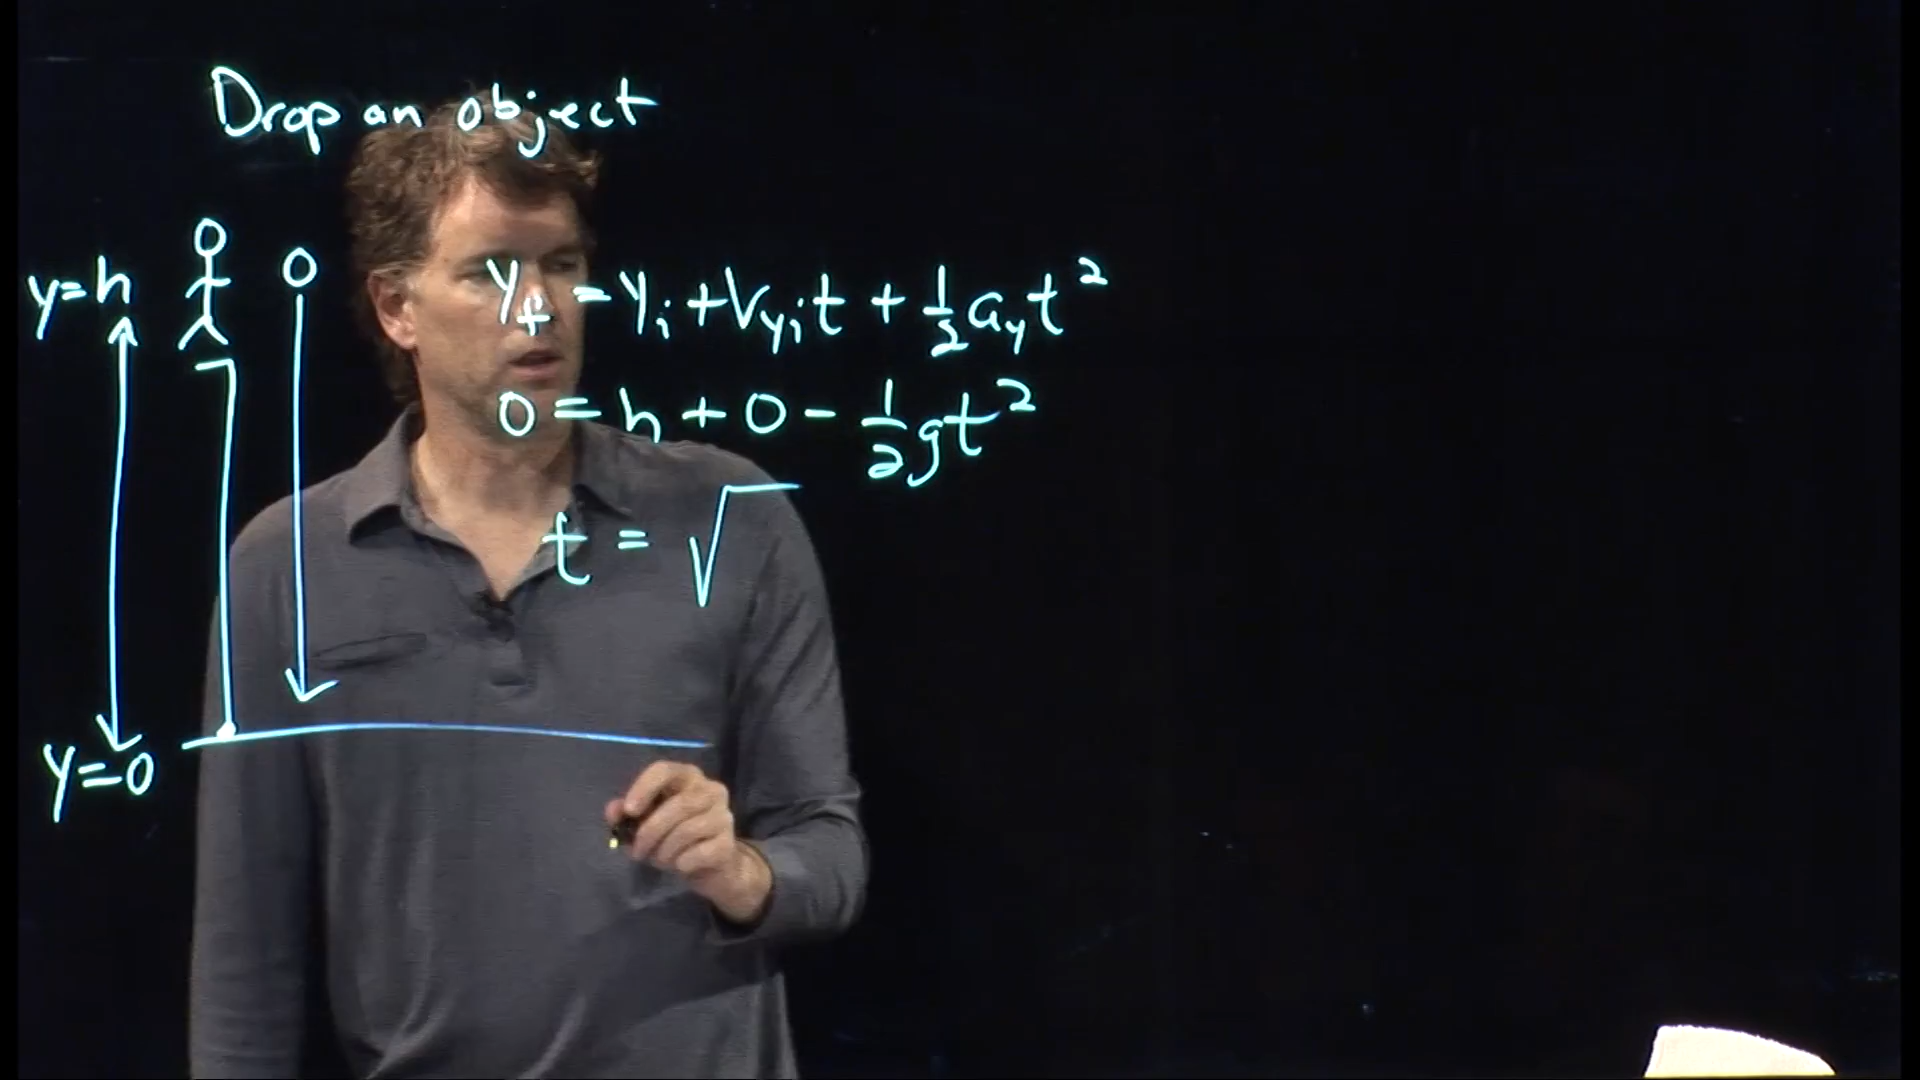 Drop an object
y=h
y_f = y_i + v_yi t + 1/2 a_y t²
0 = h + 0 - 1/2 g t²
t = √
y=0